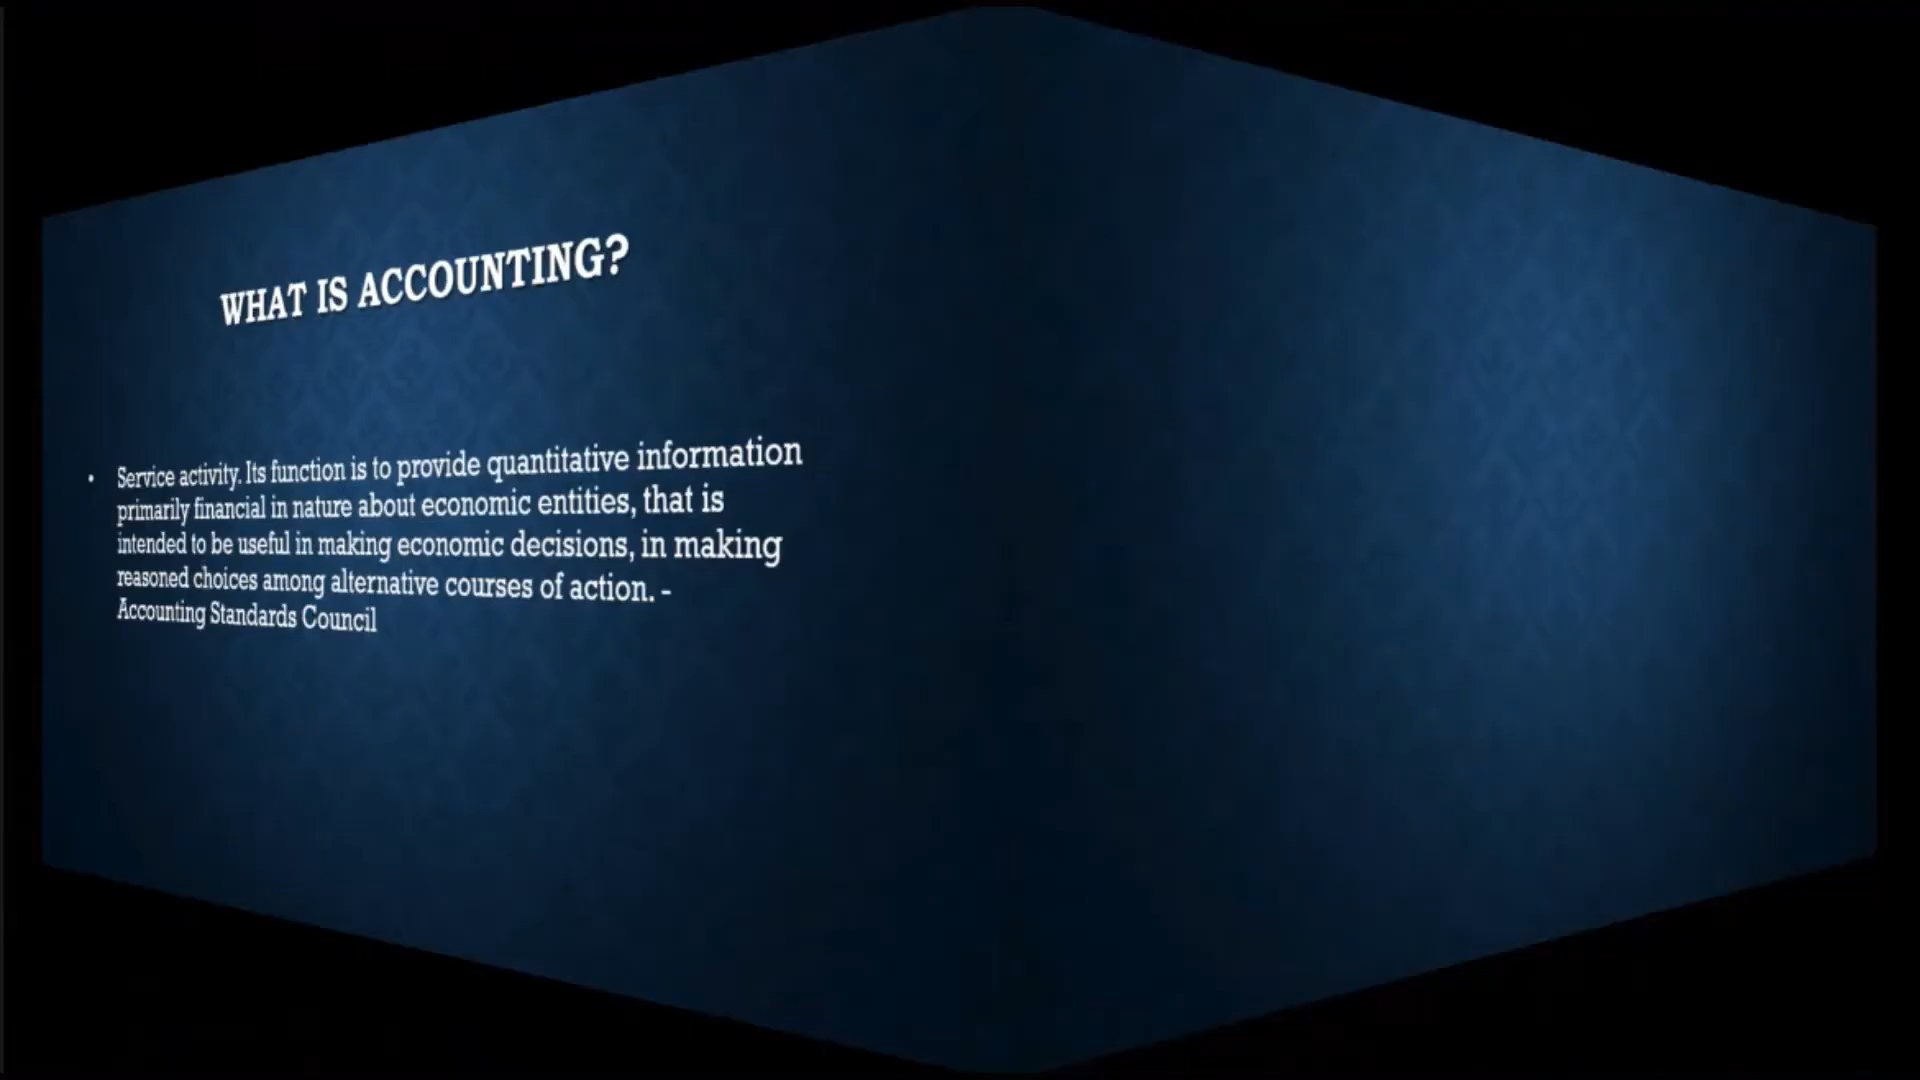 WHAT IS ACCOUNTING?
• Service activity. Its function is to provide quantitative information
primarily financial in nature about economic entities, that is
intended to be useful in making economic decisions, in making
reasoned choices among alternative courses of action. -
Accounting Standards Council